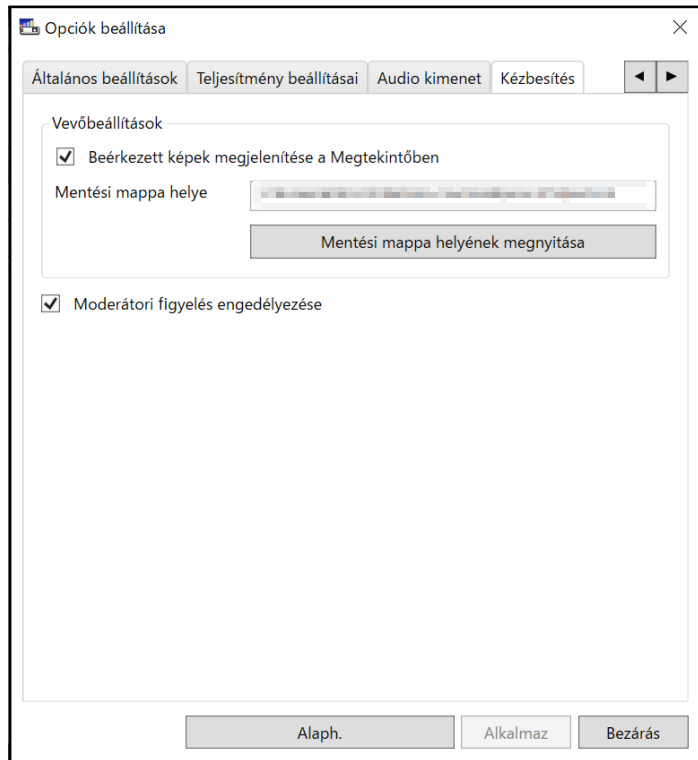 Opciók beállítása
Általános beállítások Teljesítmény beállításai Audio kimenet Kézbesítés
Vevőbeállítások
Beérkezett képek megjelenítése a Megtekintőben
Mentési mappa helye
Mentési mappa helyének megnyitása
Moderátori figyelés engedélyezése
Alaph. Alkalmaz Bezárás